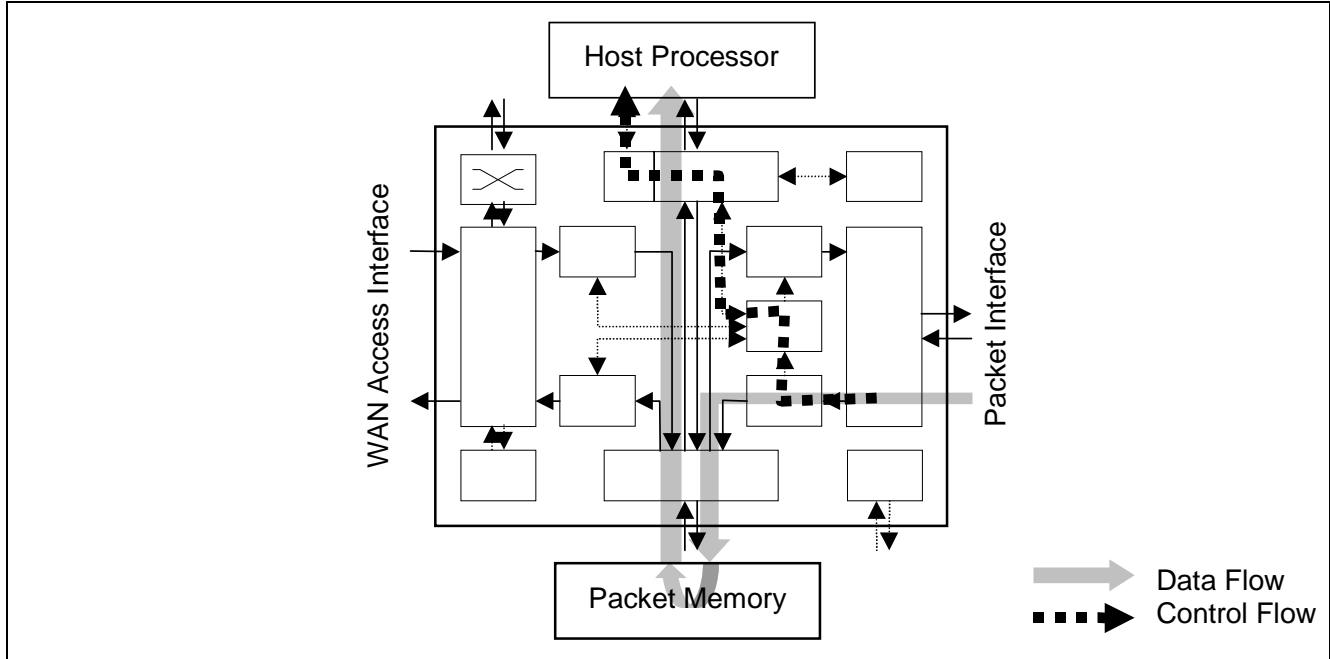 Host Processor
WAN Access Interface
Packet Interface
Packet Memory
Data Flow
Control Flow